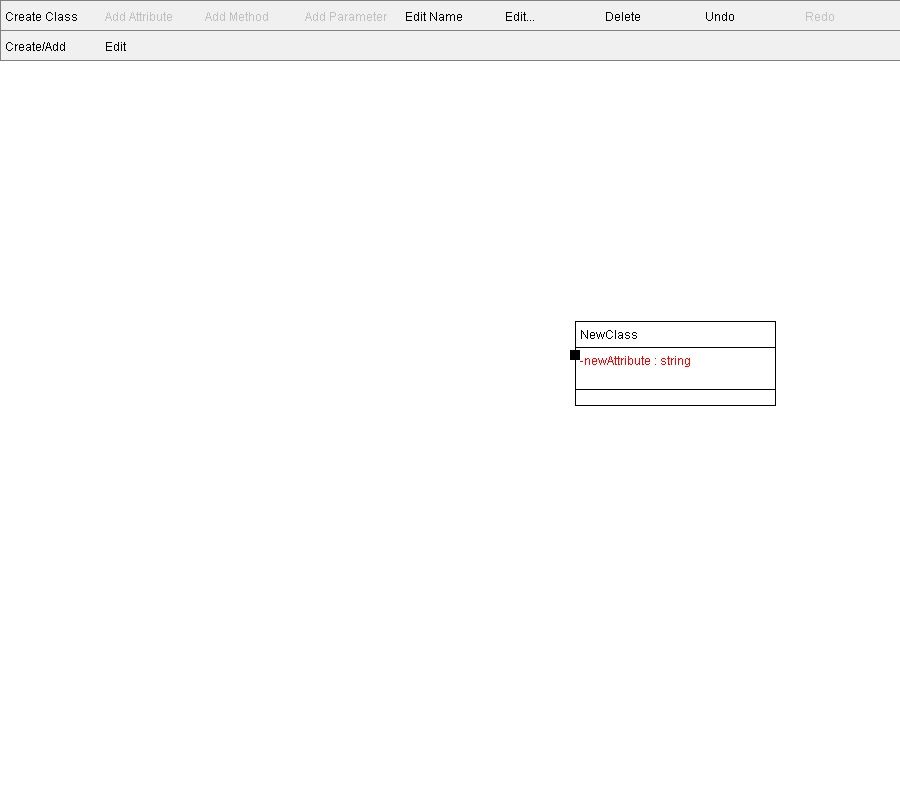 Create Class Add Attribute Add Method Add Parameter Edit Name Edit... Delete Undo Redo
Create/Add Edit
NewClass
-newAttribute : string